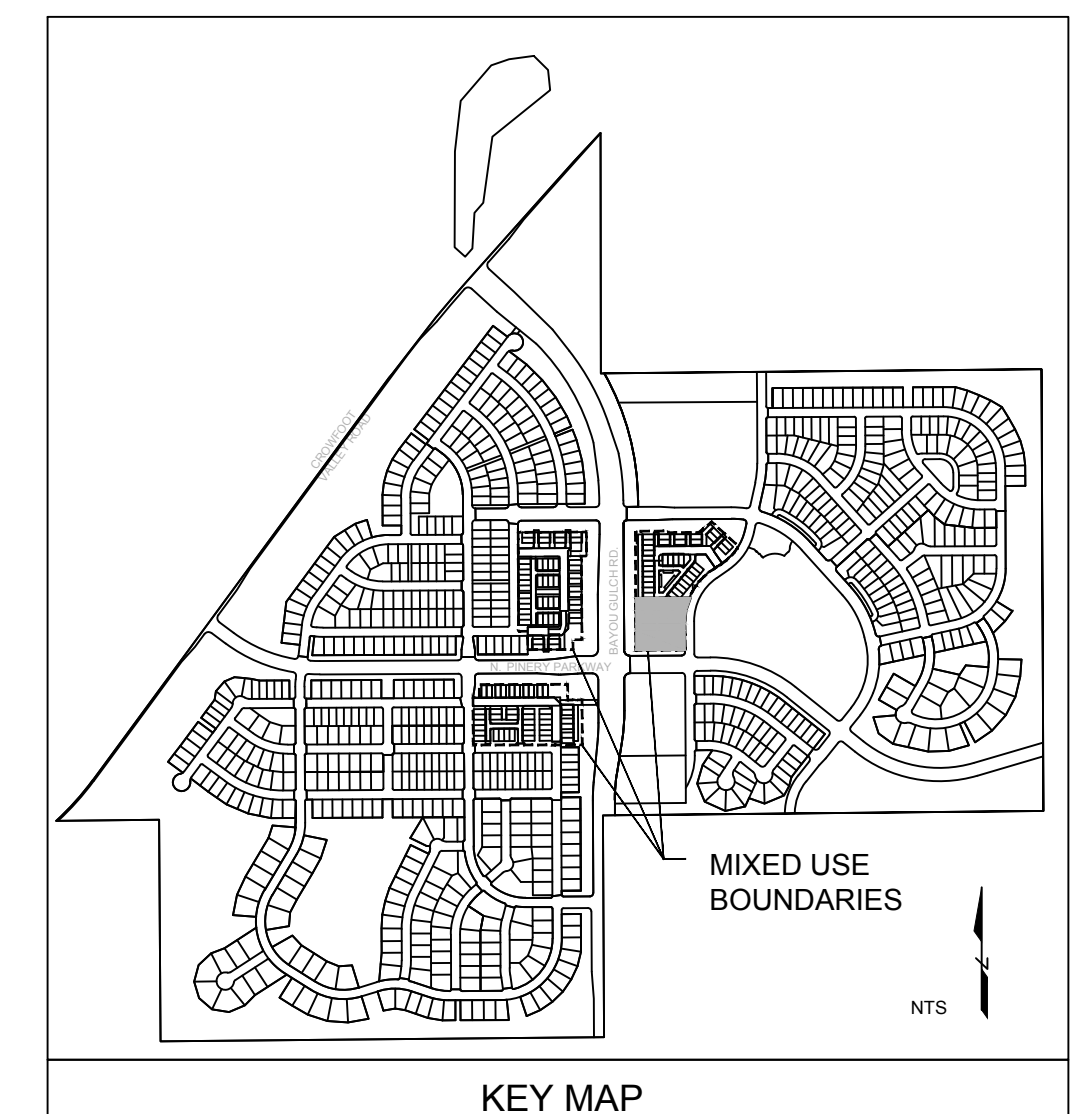 CROWFOOT
VALLEY ROAD
BAYOU GULCH RD.
N. PINERY PARKWAY
MIXED USE
BOUNDARIES
N
NTS
KEY MAP